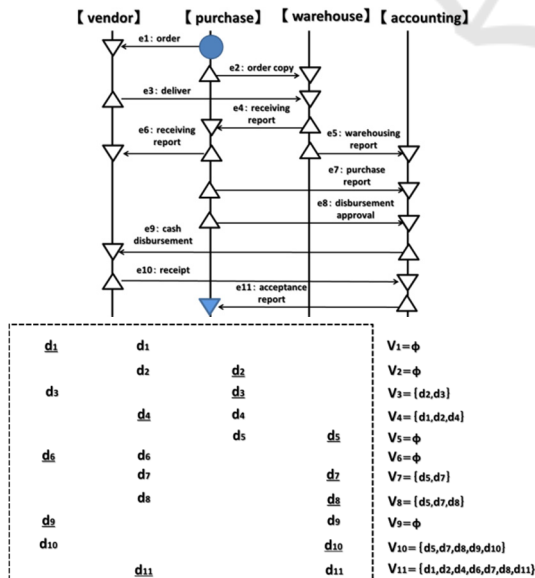 【 vendor】 【 purchase】 【 warehouse】 【 accounting】
e1: order
e2: order copy
e3: deliver
e4: receiving
report
e6: receiving
report
e5: warehousing
report
e7: purchase
report
e8: disbursement
approval
e9: cash
disbursement
e10: receipt
e11: acceptance
report
d1 d1 V1=ϕ
d2 d2 V2=ϕ
d3 d3 V3={d2,d3}
d4 d4 V4={d1,d2,d4}
d5 d5 V5=ϕ
d6 d6 V6=ϕ
d7 d7 V7={d5,d7}
d8 d8 V8={d5,d7,d8}
d9 d9 V9=ϕ
d10 d10 V10={d5,d7,d8,d9,d10}
d11 d11 V11={d1,d2,d4,d6,d7,d8,d11}